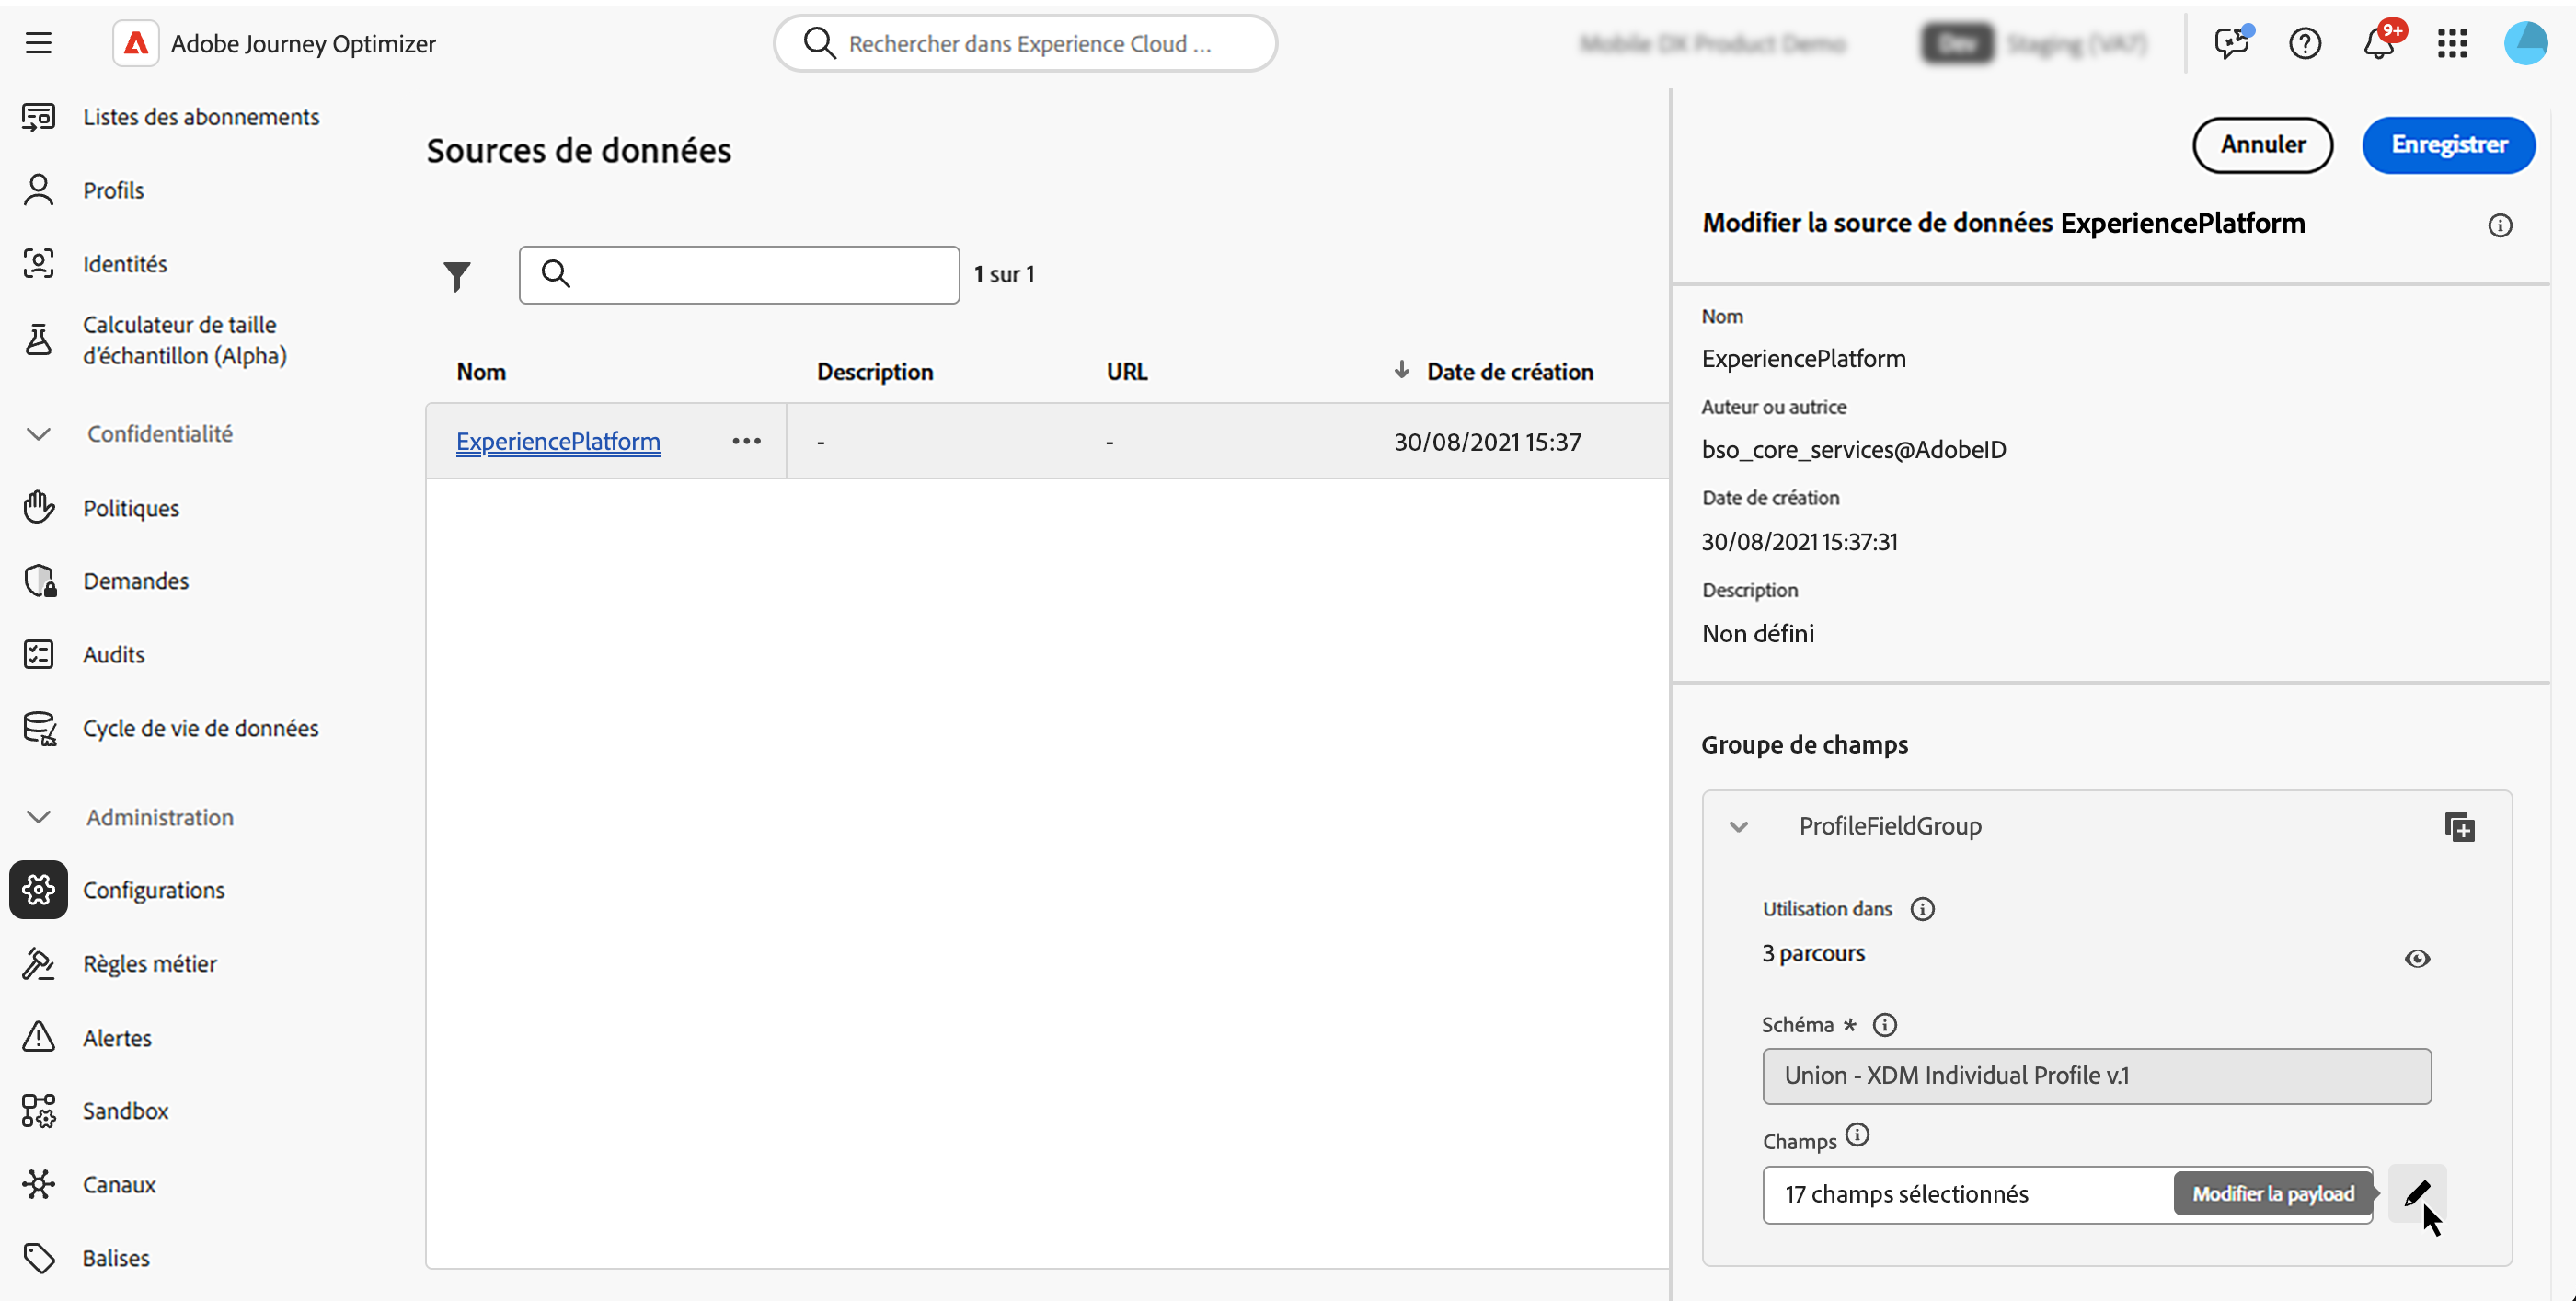 Adobe Journey Optimizer
Rechercher dans Experience Cloud ...
9+
Listes des abonnements
Profils
Identités
Calculateur de taille
d'échantillon (Alpha)
Confidentialité
Politiques
Demandes
Audits
Cycle de vie de données
Administration
Configurations
Règles métier
Alertes
Sandbox
Canaux
Balises
Sources de données
1 sur 1
Nom Description URL Date de création
ExperiencePlatform - - 30/08/2021 15:37
Annuler Enregistrer
Modifier la source de données ExperiencePlatform
Nom
ExperiencePlatform
Auteur ou autrice
bso_core_services@AdobeID
Date de création
30/08/2021 15:37:31
Description
Non défini
Groupe de champs
ProfileFieldGroup
Utilisation dans
3 parcours
Schéma *
Union - XDM Individual Profile v.1
Champs
17 champs sélectionnés Modifier la payload